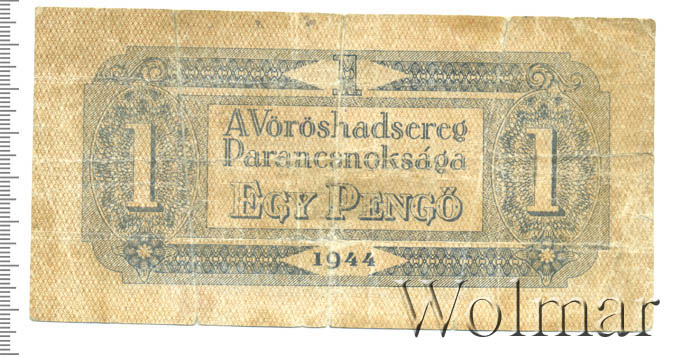 1
A Vöröshadsereg
Parancsnoksága
1 EGY PENGŐ 1
1944
Wolmar